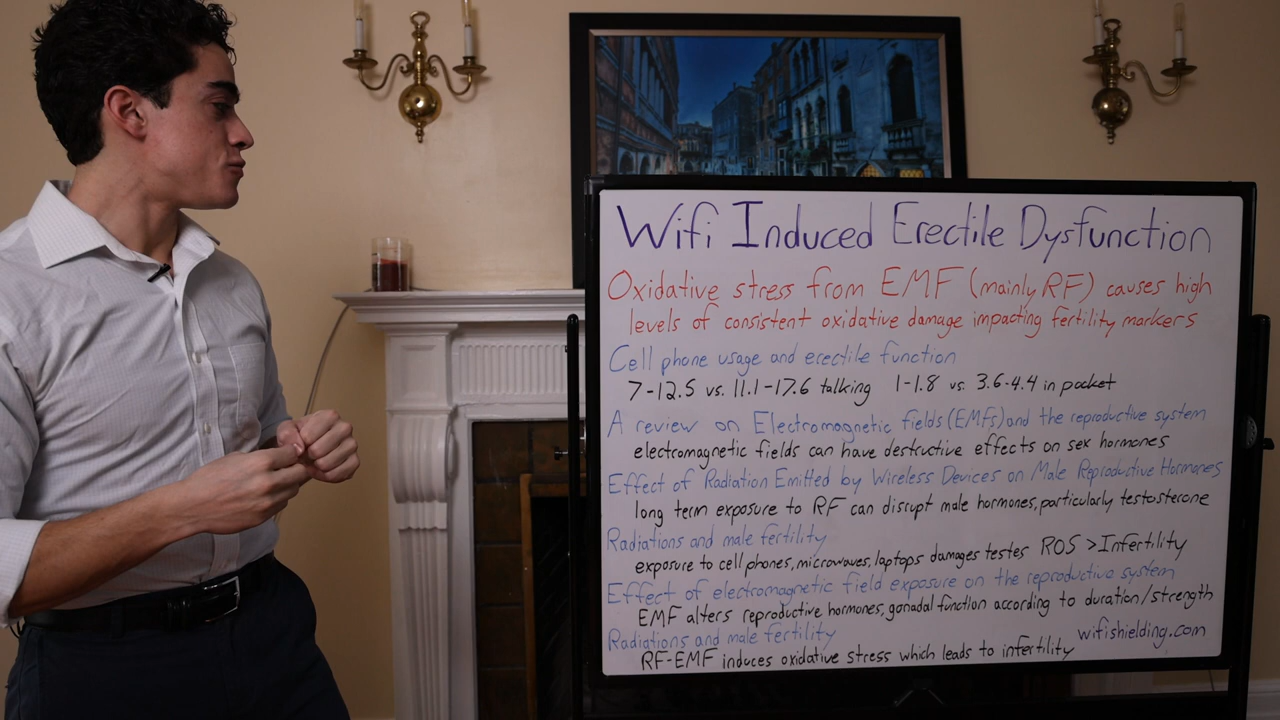 Wifi Induced Erectile Dysfunction
Oxidative stress from EMF (mainly RF) causes high
levels of consistent oxidative damage impacting fertility markers
Cell phone usage and erectile function
7-12.5 vs. 11.1-17.6 talking 1-1.8 vs. 3.6-4.4 in pocket
A review on Electromagnetic fields (EMFs) and the reproductive system
electromagnetic fields can have destructive effects on sex hormones
Effect of Radiation Emitted by Wireless Devices on Male Reproductive Hormones
long term exposure to RF can disrupt male hormones, particularly testosterone
Radiations and male fertility
exposure to cell phones, microwaves, laptops damages testes ROS > Infertility
Effect of electromagnetic field exposure on the reproductive system
EMF alters reproductive hormones, gonadal function according to duration/strength
Radiations and male fertility wifishielding.com
RF-EMF induces oxidative stress which leads to infertility